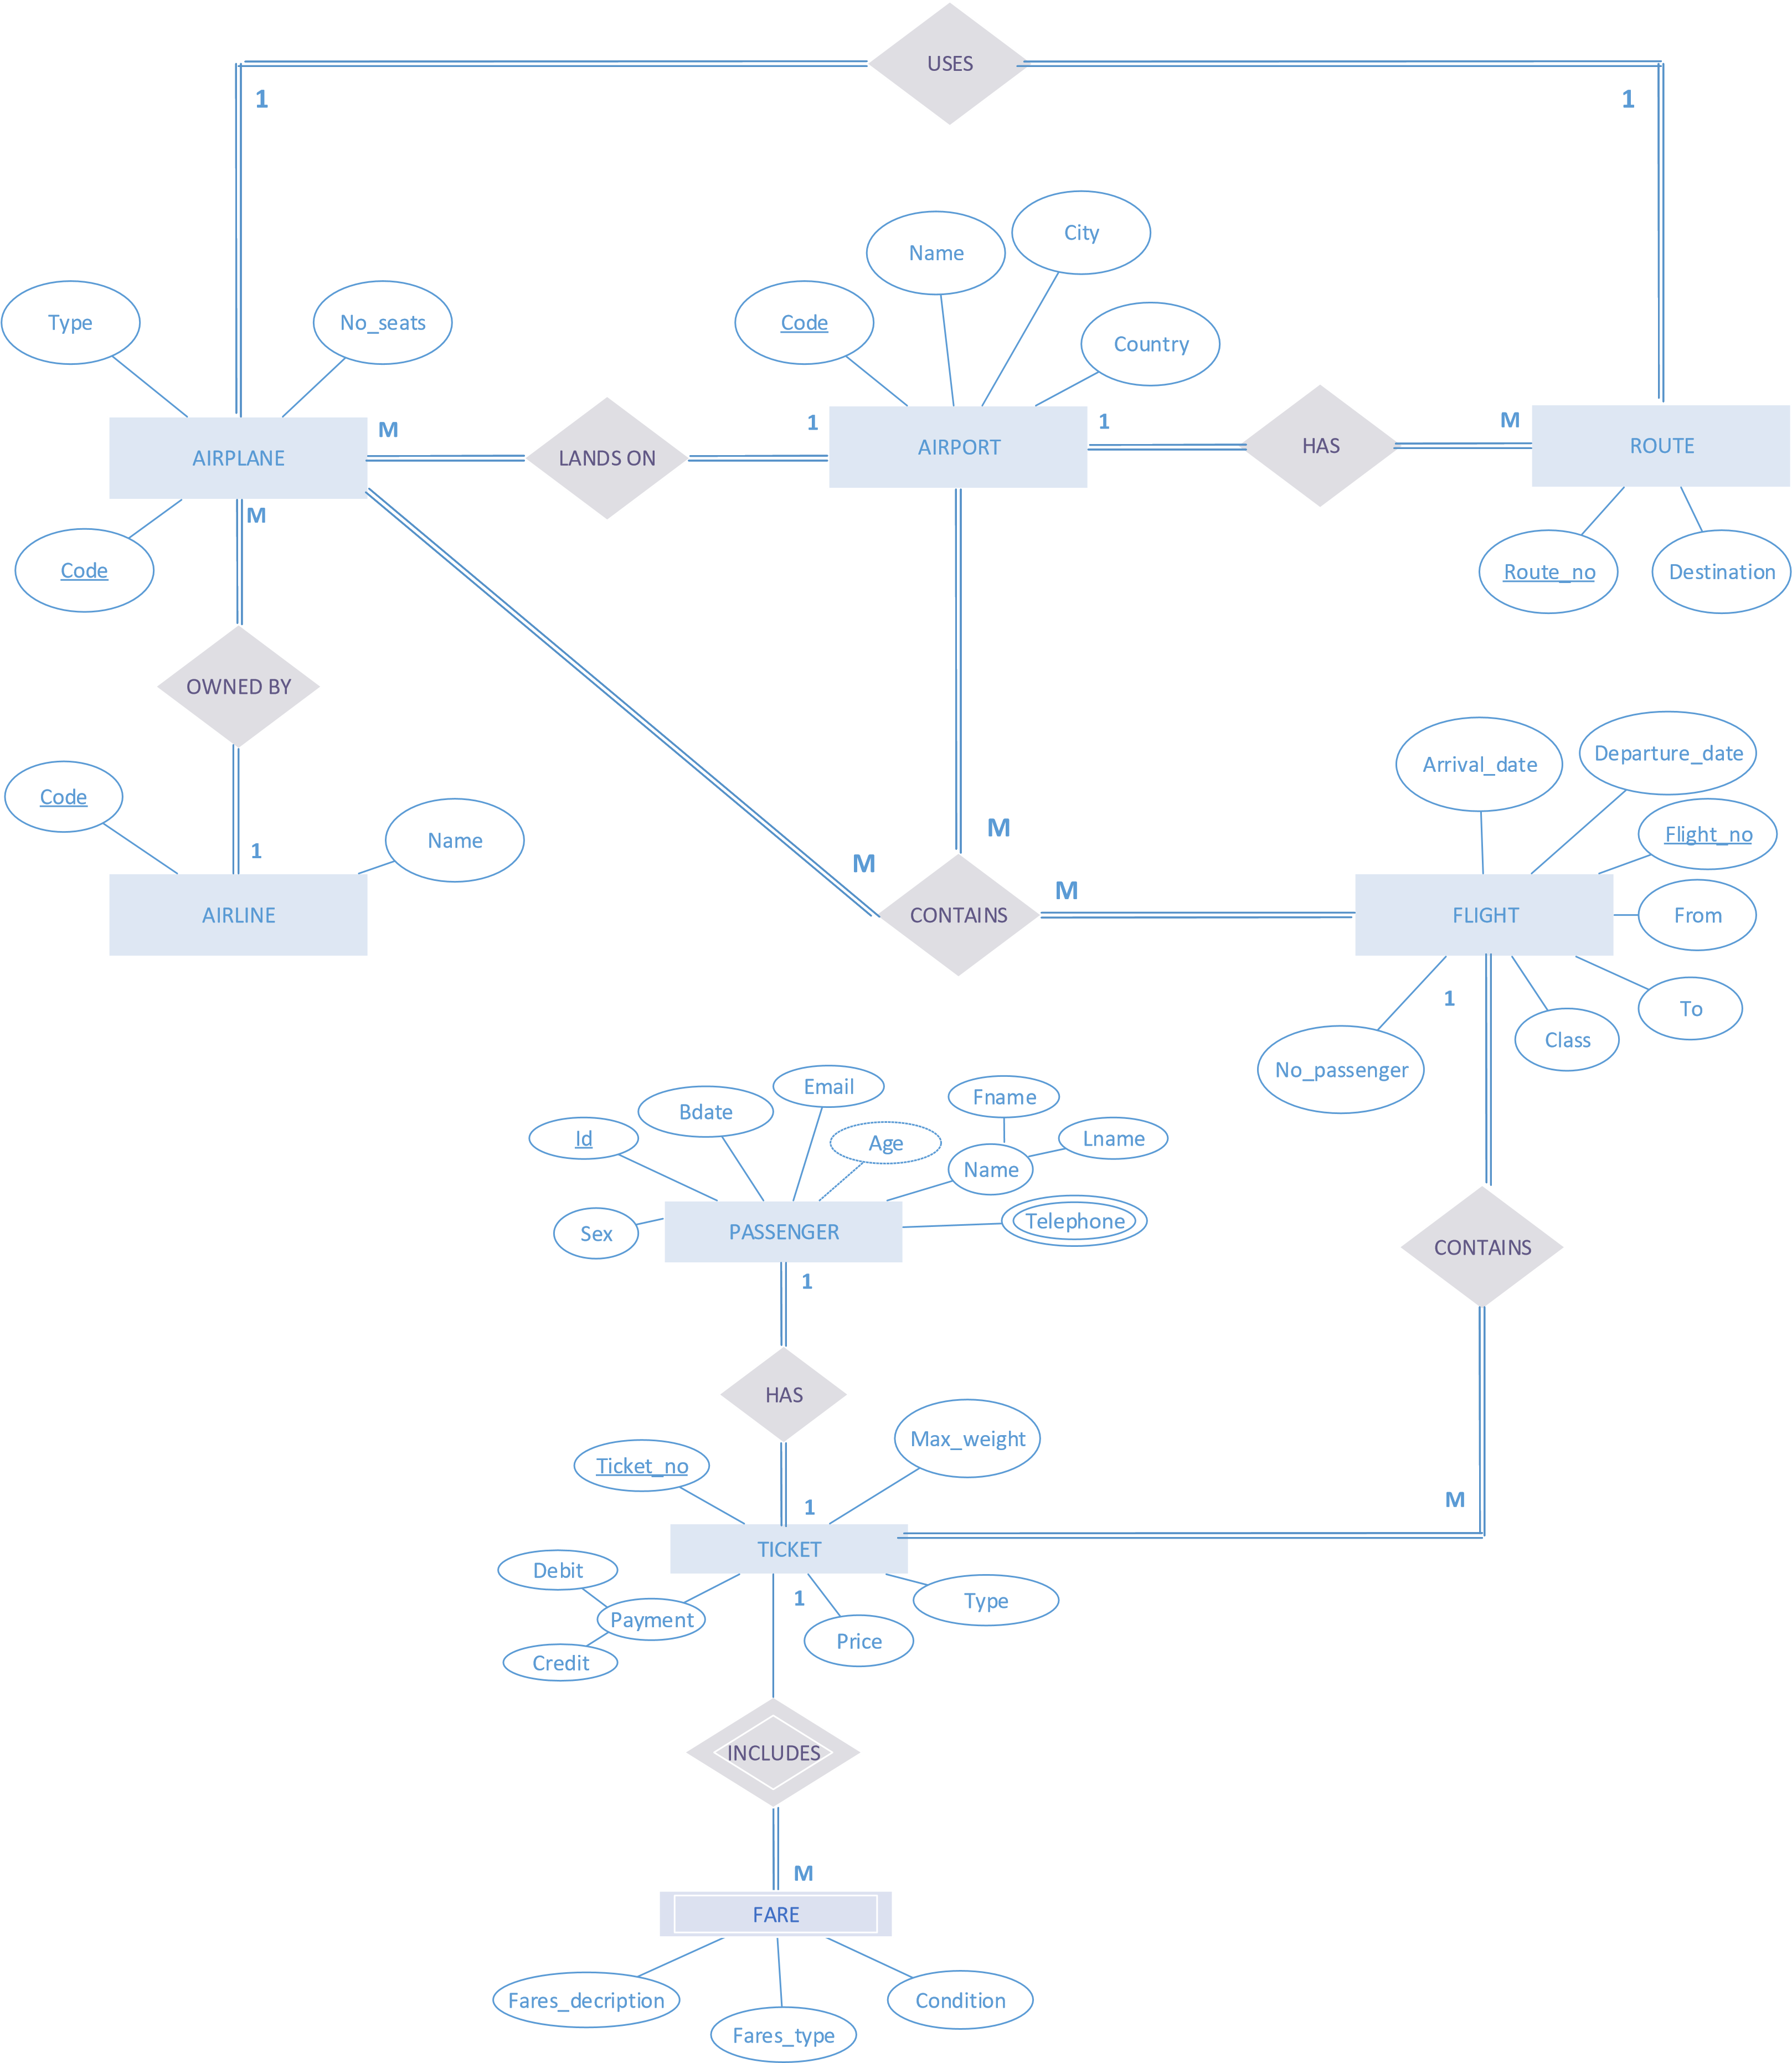 USES
1
1
City
Name
Type
No_seats
Code
Country
M
1
1
M
AIRPLANE
LANDS ON
AIRPORT
HAS
ROUTE
M
Code
Route_no
Destination
OWNED BY
Arrival_date
Departure_date
Code
Name
1
M
M
M
Flight_no
AIRLINE
CONTAINS
FLIGHT
From
1
To
Class
No_passenger
Email
Bdate
Fname
Id
Age
Lname
Name
Sex
PASSENGER
Telephone
CONTAINS
1
HAS
Max_weight
Ticket_no
1
M
TICKET
Debit
1
Type
Payment
Price
Credit
INCLUDES
M
FARE
Fares_decription
Condition
Fares_type